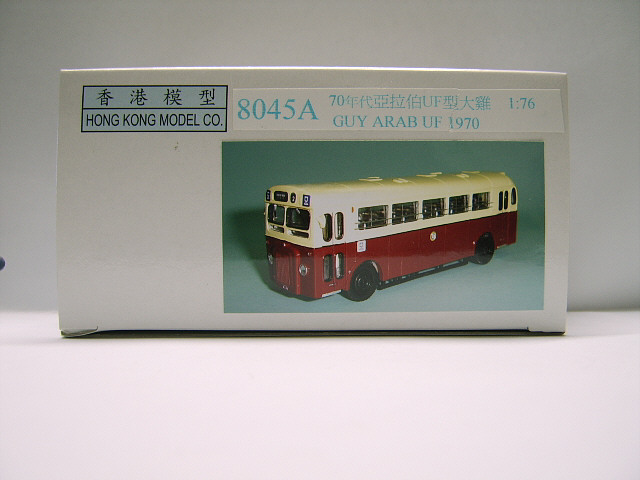 香港模型
HONG KONG MODEL CO.
8045A
70年代亞拉伯UF型大雞 1:76
GUY ARAB UF 1970